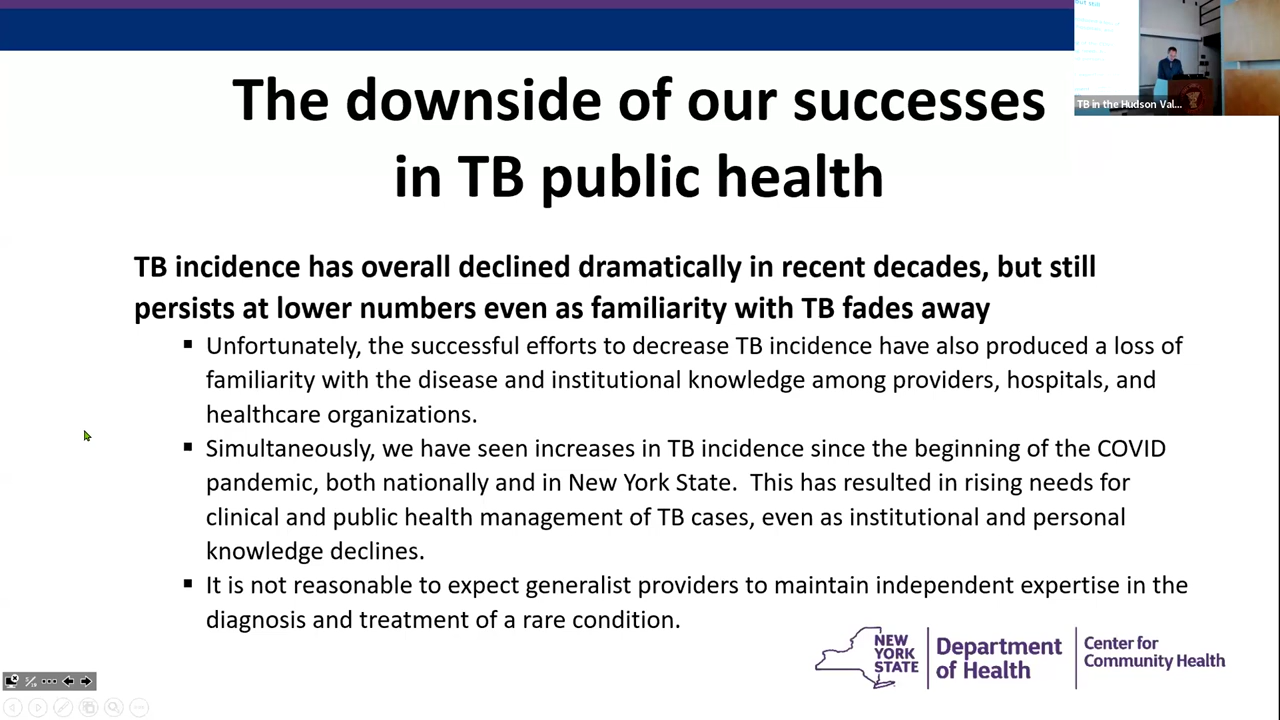 The downside of our successes
in TB public health
TB in the Hudson Val...
TB incidence has overall declined dramatically in recent decades, but still
persists at lower numbers even as familiarity with TB fades away
▪ Unfortunately, the successful efforts to decrease TB incidence have also produced a loss of
familiarity with the disease and institutional knowledge among providers, hospitals, and
healthcare organizations.
▪ Simultaneously, we have seen increases in TB incidence since the beginning of the COVID
pandemic, both nationally and in New York State.  This has resulted in rising needs for
clinical and public health management of TB cases, even as institutional and personal
knowledge declines.
▪ It is not reasonable to expect generalist providers to maintain independent expertise in the
diagnosis and treatment of a rare condition.
NEW
YORK
STATE
Department
of Health
Center for
Community Health